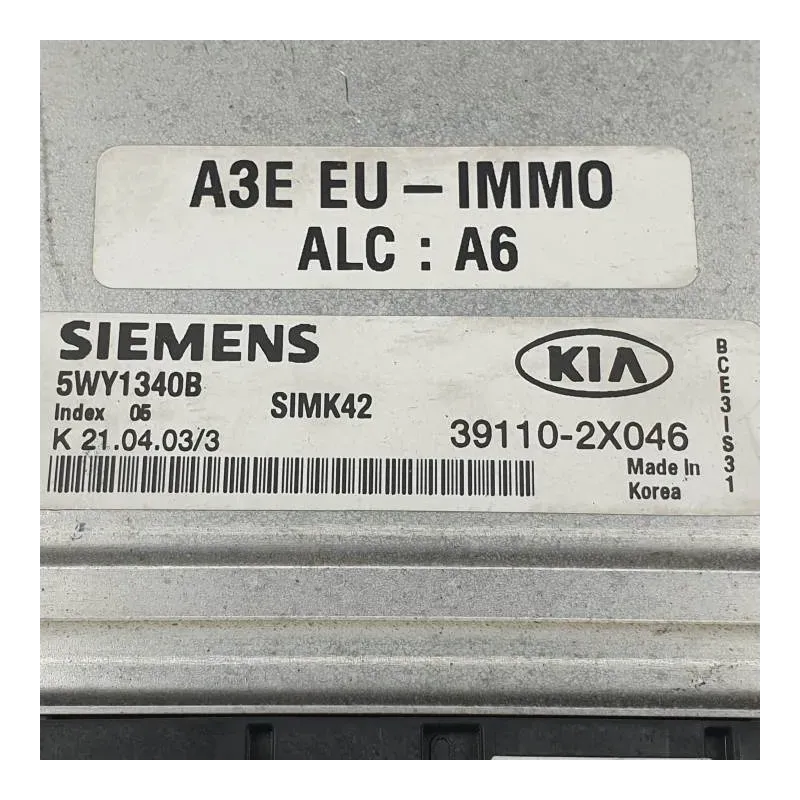 A3E EU – IMMO
ALC : A6
SIEMENS
5WY1340B
Index 05
SIMK42
K 21.04.03/3
KIA
39110-2X046
Made In
Korea
BCE3IS31